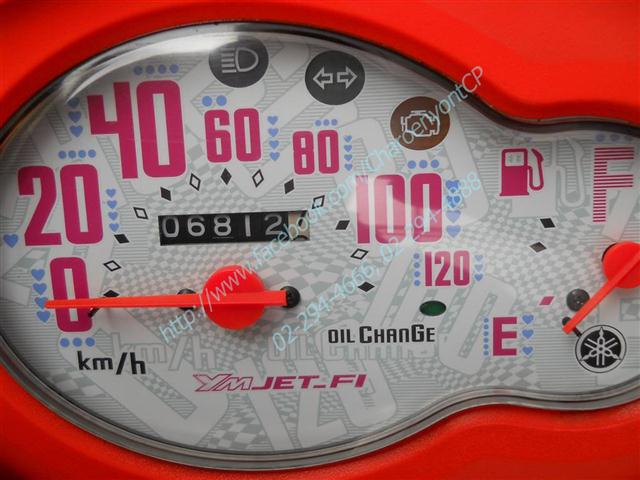 0
20
40
60
80
100
120
06812
km/h
OIL CHANGE
YMJET-FI
F
E
http://www.facebook.com/CharoenyontCP
02-294-4666, 02-294-4888